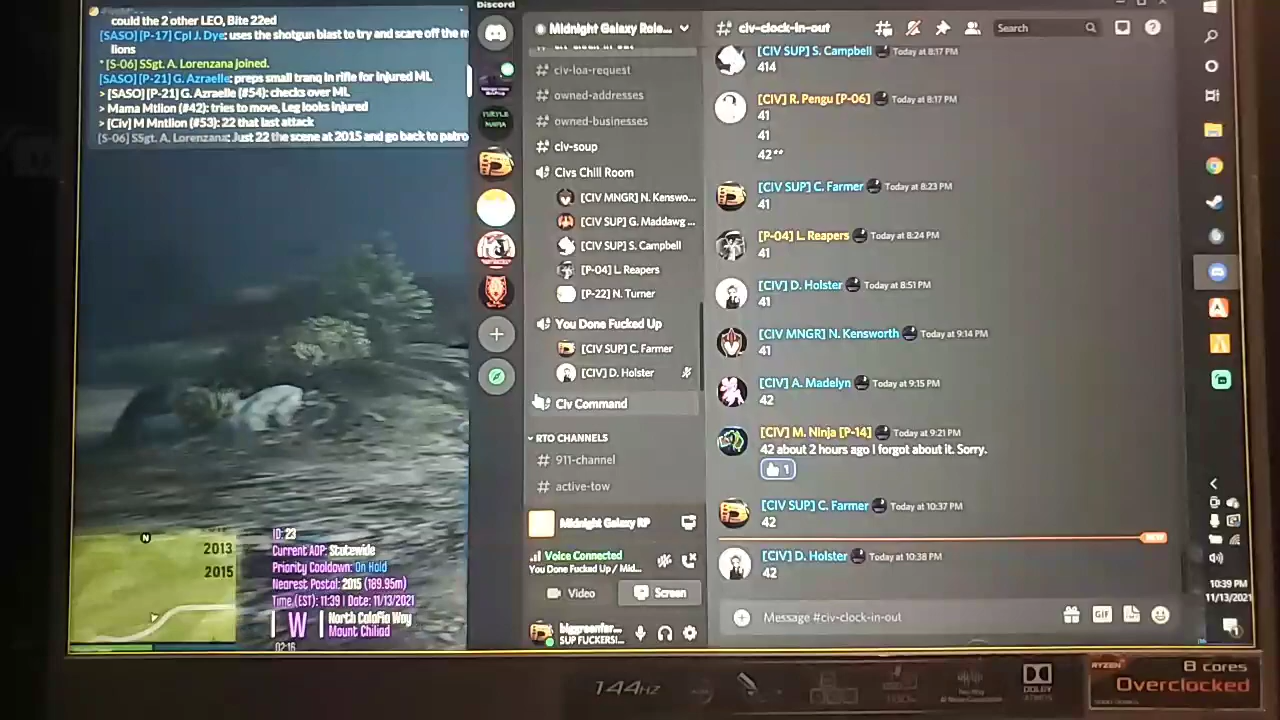 could the 2 other LEO, Bite 22ed
[SASO] [P-17] Cpl J. Dye: uses the shotgun blast to try and scare off the m
lions
* [S-06] SSgt. A. Lorenzana joined.
[SASO] [P-21] G. Azraelle: preps small tranq in rifle for injured ML
> [SASO] [P-21] G. Azraelle (#54): checks over ML
> Mama Mtlion (#42): tries to move, Leg looks injured
> [Civ] M Mntlion (#53): 22 that last attack
[S-06] SSgt. A. Lorenzana: Just 22 the scene at 2015 and go back to patro
N
2013
2015
ID: 23
Current AOP: Statewide
Priority Cooldown: On Hold
Nearest Postal: 2015 (189.95m)
Time (EST): 11:39 | Date: 11/13/2021
W
North Calafia Way
Mount Chiliad
02:16
Discord
Midnight Galaxy Role...
civ-loa-request
owned-addresses
owned-businesses
civ-soup
Civs Chill Room
[CIV MNGR] N. Kenswo...
[CIV SUP] G. Maddawg ...
[CIV SUP] S. Campbell
[P-04] L. Reapers
[P-22] N. Turner
You Done Fucked Up
[CIV SUP] C. Farmer
[CIV] D. Holster
Civ Command
RTO CHANNELS
911-channel
active-tow
Midnight Galaxy RP
Voice Connected
You Done Fucked Up / Mid...
Video
Screen
biggreenfar...
SUP FUCKERS!...
civ-clock-in-out
Search
[CIV SUP] S. Campbell Today at 8:17 PM
414
[CIV] R. Pengu [P-06] Today at 8:17 PM
41
41
42**
[CIV SUP] C. Farmer Today at 8:23 PM
41
[P-04] L. Reapers Today at 8:24 PM
41
[CIV] D. Holster Today at 8:51 PM
41
[CIV MNGR] N. Kensworth Today at 9:14 PM
41
[CIV] A. Madelyn Today at 9:15 PM
42
[CIV] M. Ninja [P-14] Today at 9:21 PM
42 about 2 hours ago I forgot about it. Sorry.
1
[CIV SUP] C. Farmer Today at 10:37 PM
42
NEW
[CIV] D. Holster Today at 10:38 PM
42
Message #civ-clock-in-out
GIF
10:39 PM
11/13/2021
144HZ
DOLBY
ATMOS
RYZEN
8 cores
Overclocked